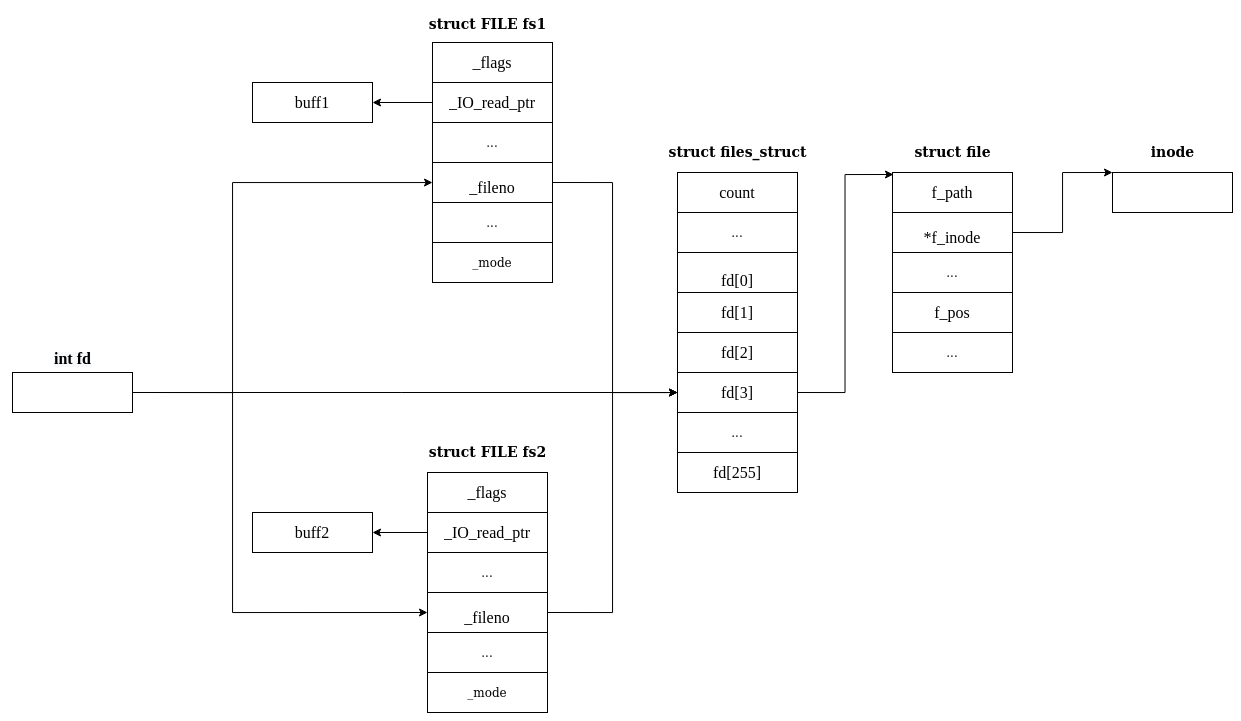 struct FILE fs1
_flags
buff1
_IO_read_ptr
...
_fileno
...
_mode
struct files_struct
count
...
fd[0]
fd[1]
fd[2]
fd[3]
...
fd[255]
struct file
f_path
*f_inode
...
f_pos
...
inode
int fd
struct FILE fs2
_flags
buff2
_IO_read_ptr
...
_fileno
...
_mode